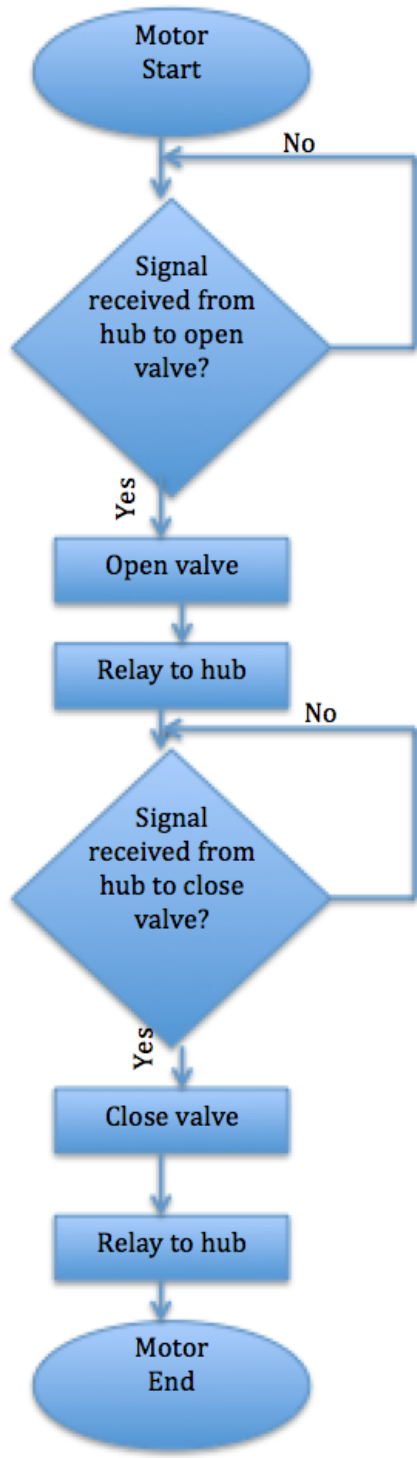 Motor
Start
No
Signal
received from
hub to open
valve?
Yes
Open valve
Relay to hub
No
Signal
received from
hub to close
valve?
Yes
Close valve
Relay to hub
Motor
End